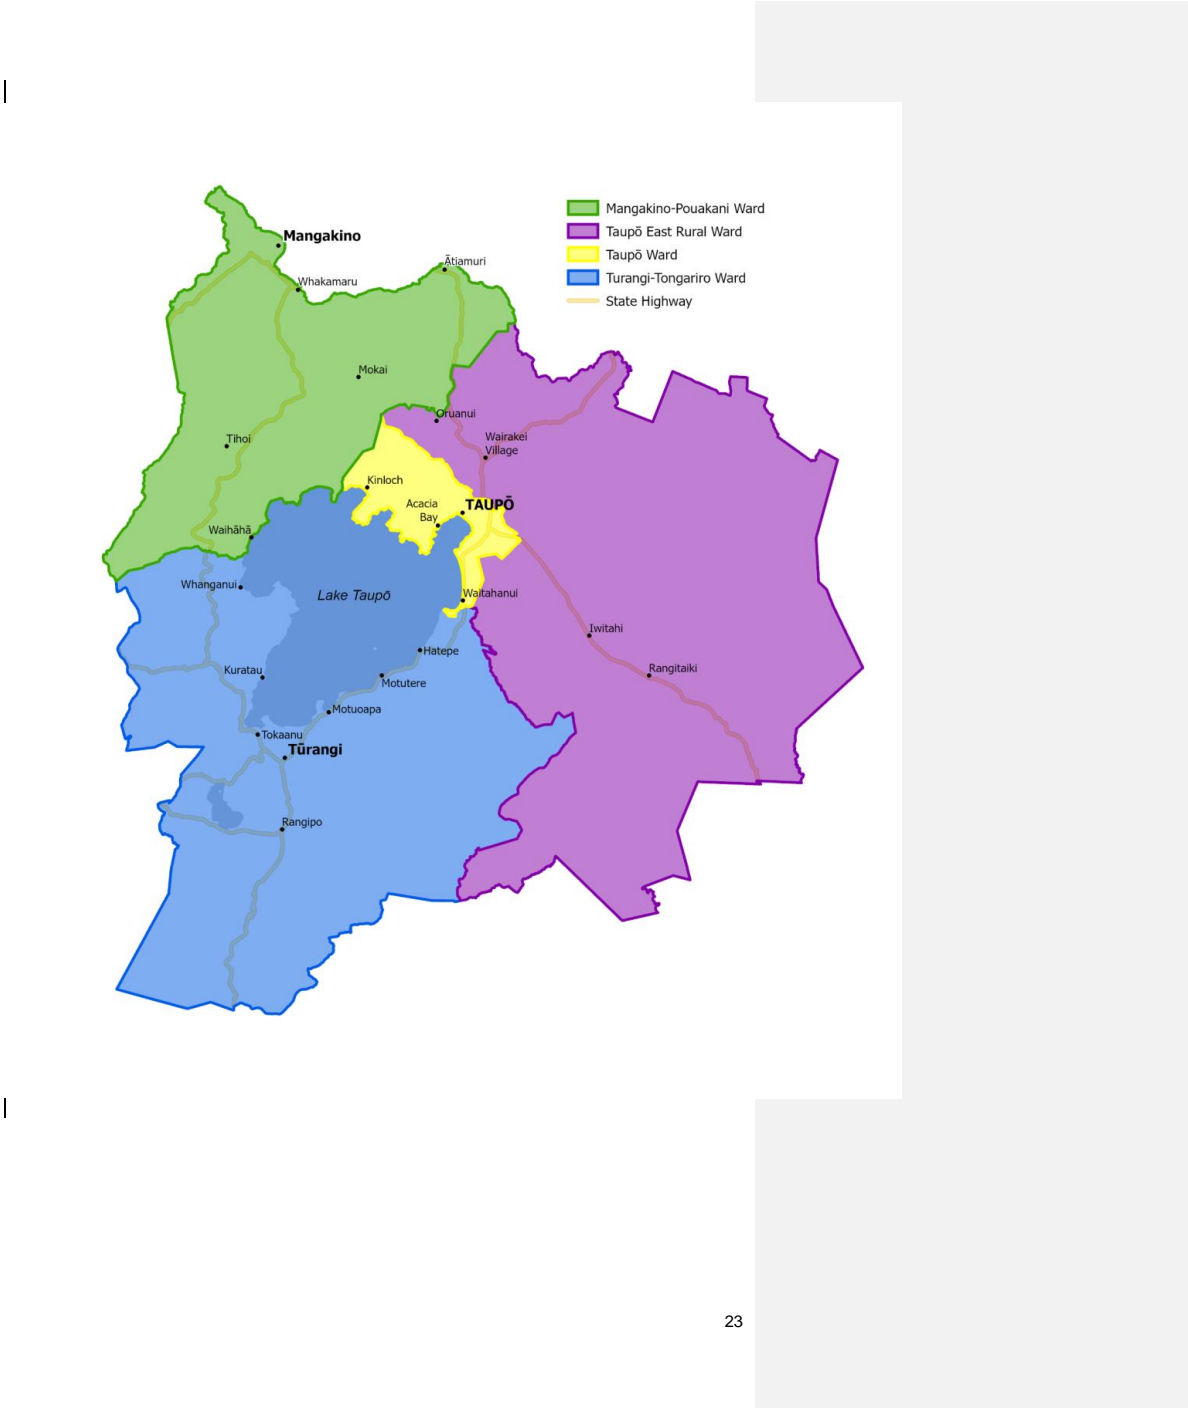 Mangakino-Pouakani Ward
Taupō East Rural Ward
Taupō Ward
Turangi-Tongariro Ward
State Highway
Mangakino
Ātiamuri
Whakamaru
Mokai
Oruanui
Tihoi
Wairakei
Village
Kinloch
Acacia
Bay
TAUPŌ
Waihāhā
Whanganui
Lake Taupō
Waitahanui
Iwitahi
Hatepe
Rangitaiki
Kuratau
Motutere
Motuoapa
Tokaanu
Tūrangi
Rangipo
23